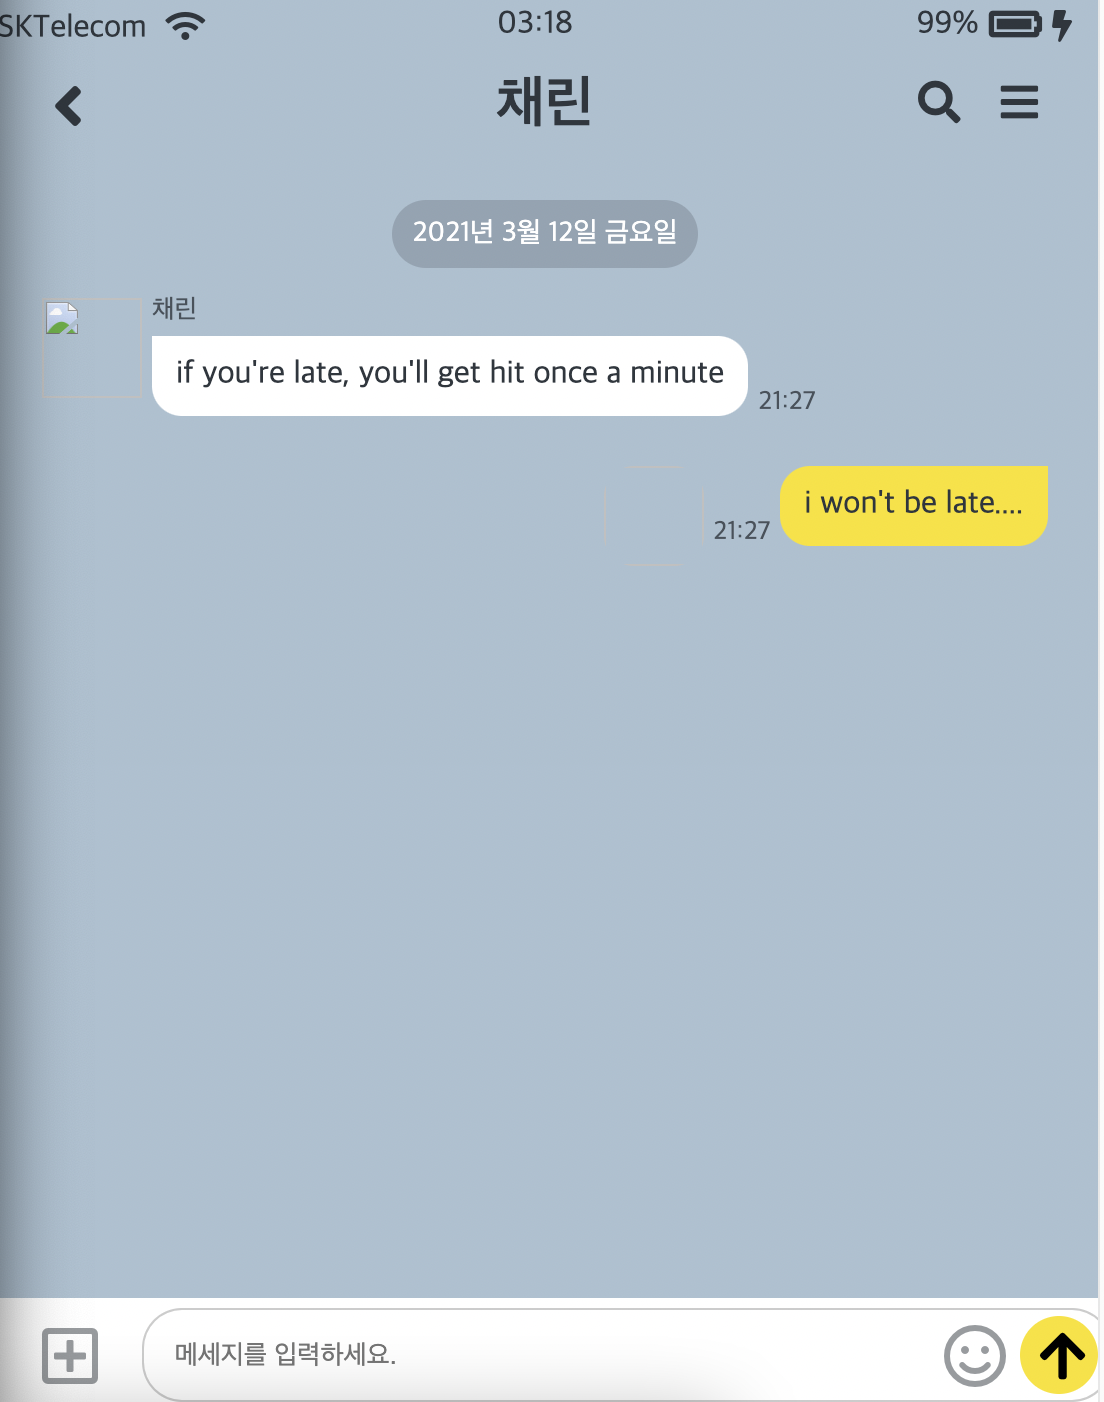 SKTelecom 03:18 99%
채린
2021년 3월 12일 금요일
채린
if you're late, you'll get hit once a minute
21:27
21:27 i won't be late....
메세지를 입력하세요.